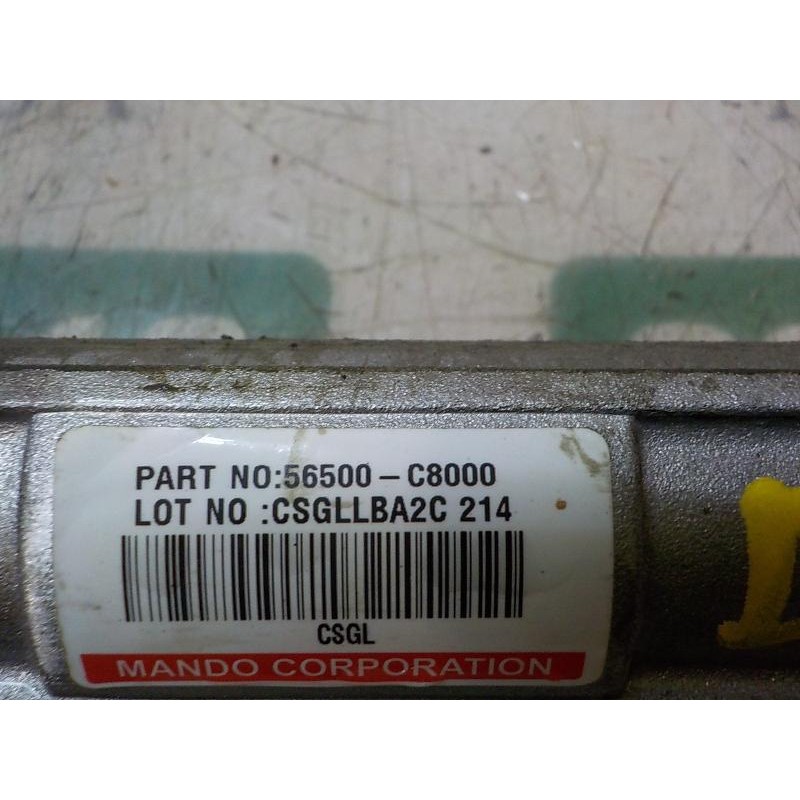 PART NO:56500-C8000
LOT NO :CSGLLBA2C 214
CSGL
MANDO CORPORATION